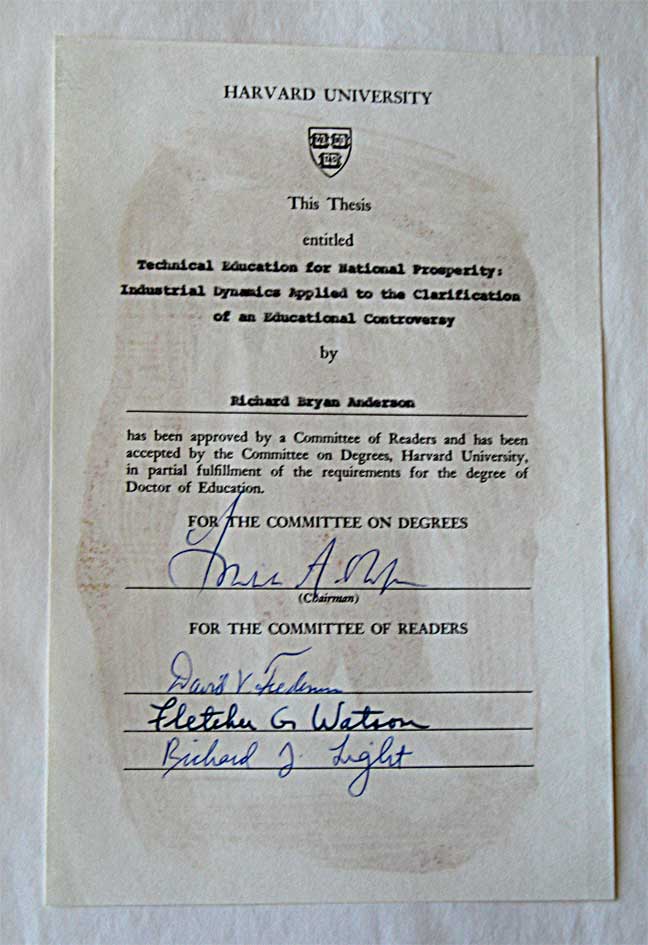 HARVARD UNIVERSITY
This Thesis
entitled
Technical Education for National Prosperity:
Industrial Dynamics Applied to the Clarification
of an Educational Controversy
by
Richard Bryan Anderson
has been approved by a Committee of Readers and has been
accepted by the Committee on Degrees, Harvard University,
in partial fulfillment of the requirements for the degree of
Doctor of Education.
FOR THE COMMITTEE ON DEGREES
A.
(Chairman)
FOR THE COMMITTEE OF READERS
David V
Fletcher G Watson
Richard J. Light